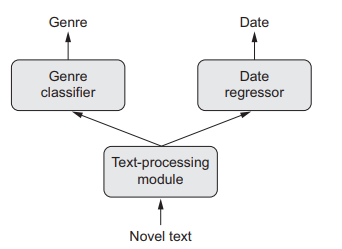 Genre
Date
Genre
classifier
Date
regressor
Text-processing
module
Novel text